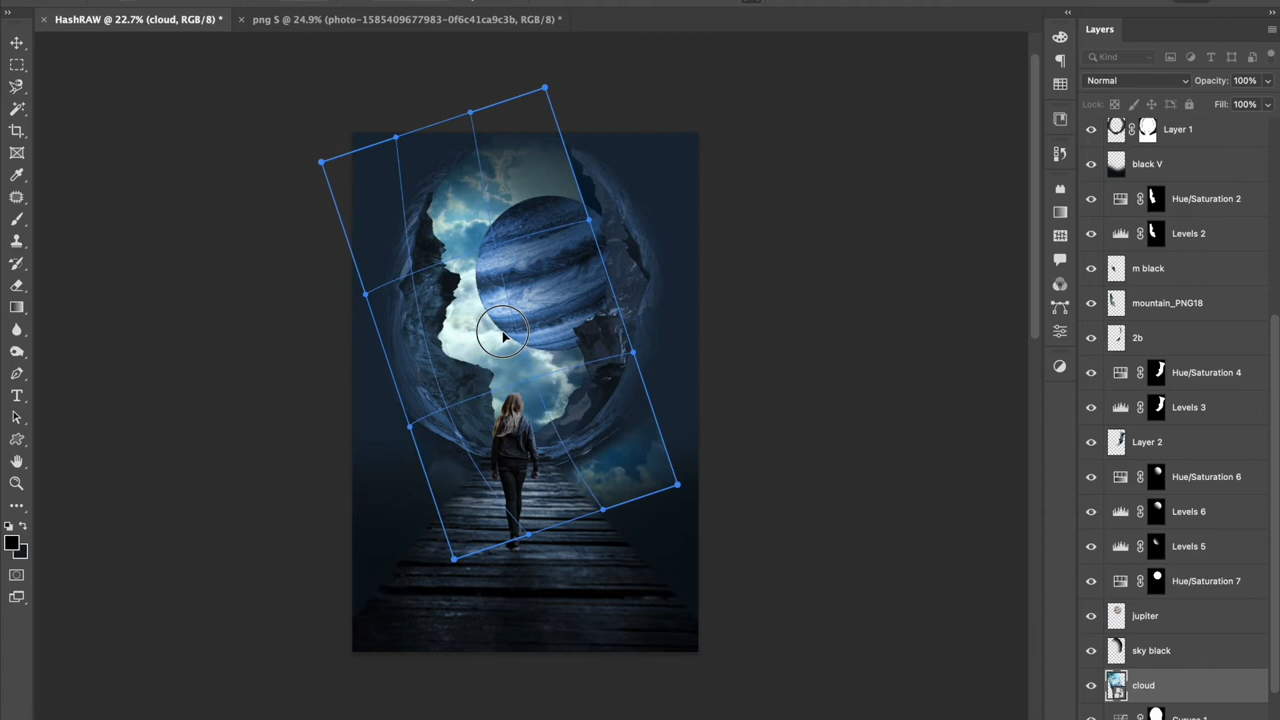 HashRAW @ 22.7% (cloud, RGB/8) *
png S @ 24.9% (photo-1585409677983-0f6c41ca9c3b, RGB/8) *
Layers
Kind
Normal
Opacity: 100%
Lock:
Fill: 100%
Layer 1
black V
Hue/Saturation 2
Levels 2
m black
mountain_PNG18
2b
Hue/Saturation 4
Levels 3
Layer 2
Hue/Saturation 6
Levels 6
Levels 5
Hue/Saturation 7
jupiter
sky black
cloud